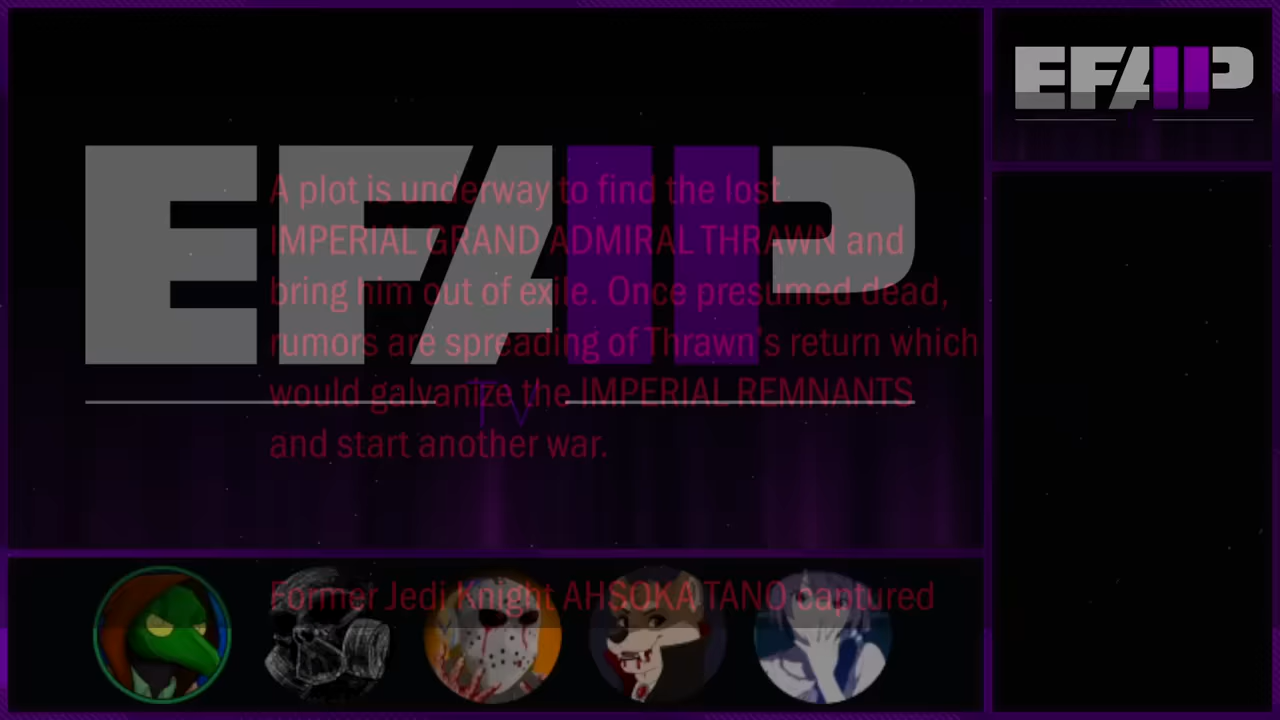 EFAP
EFAP
A plot is underway to find the lost
IMPERIAL GRAND ADMIRAL THRAWN and
bring him out of exile. Once presumed dead,
rumors are spreading of Thrawn's return which
would galvanize the IMPERIAL REMNANTS
TV
and start another war.
Former Jedi Knight AHSOKA TANO captured